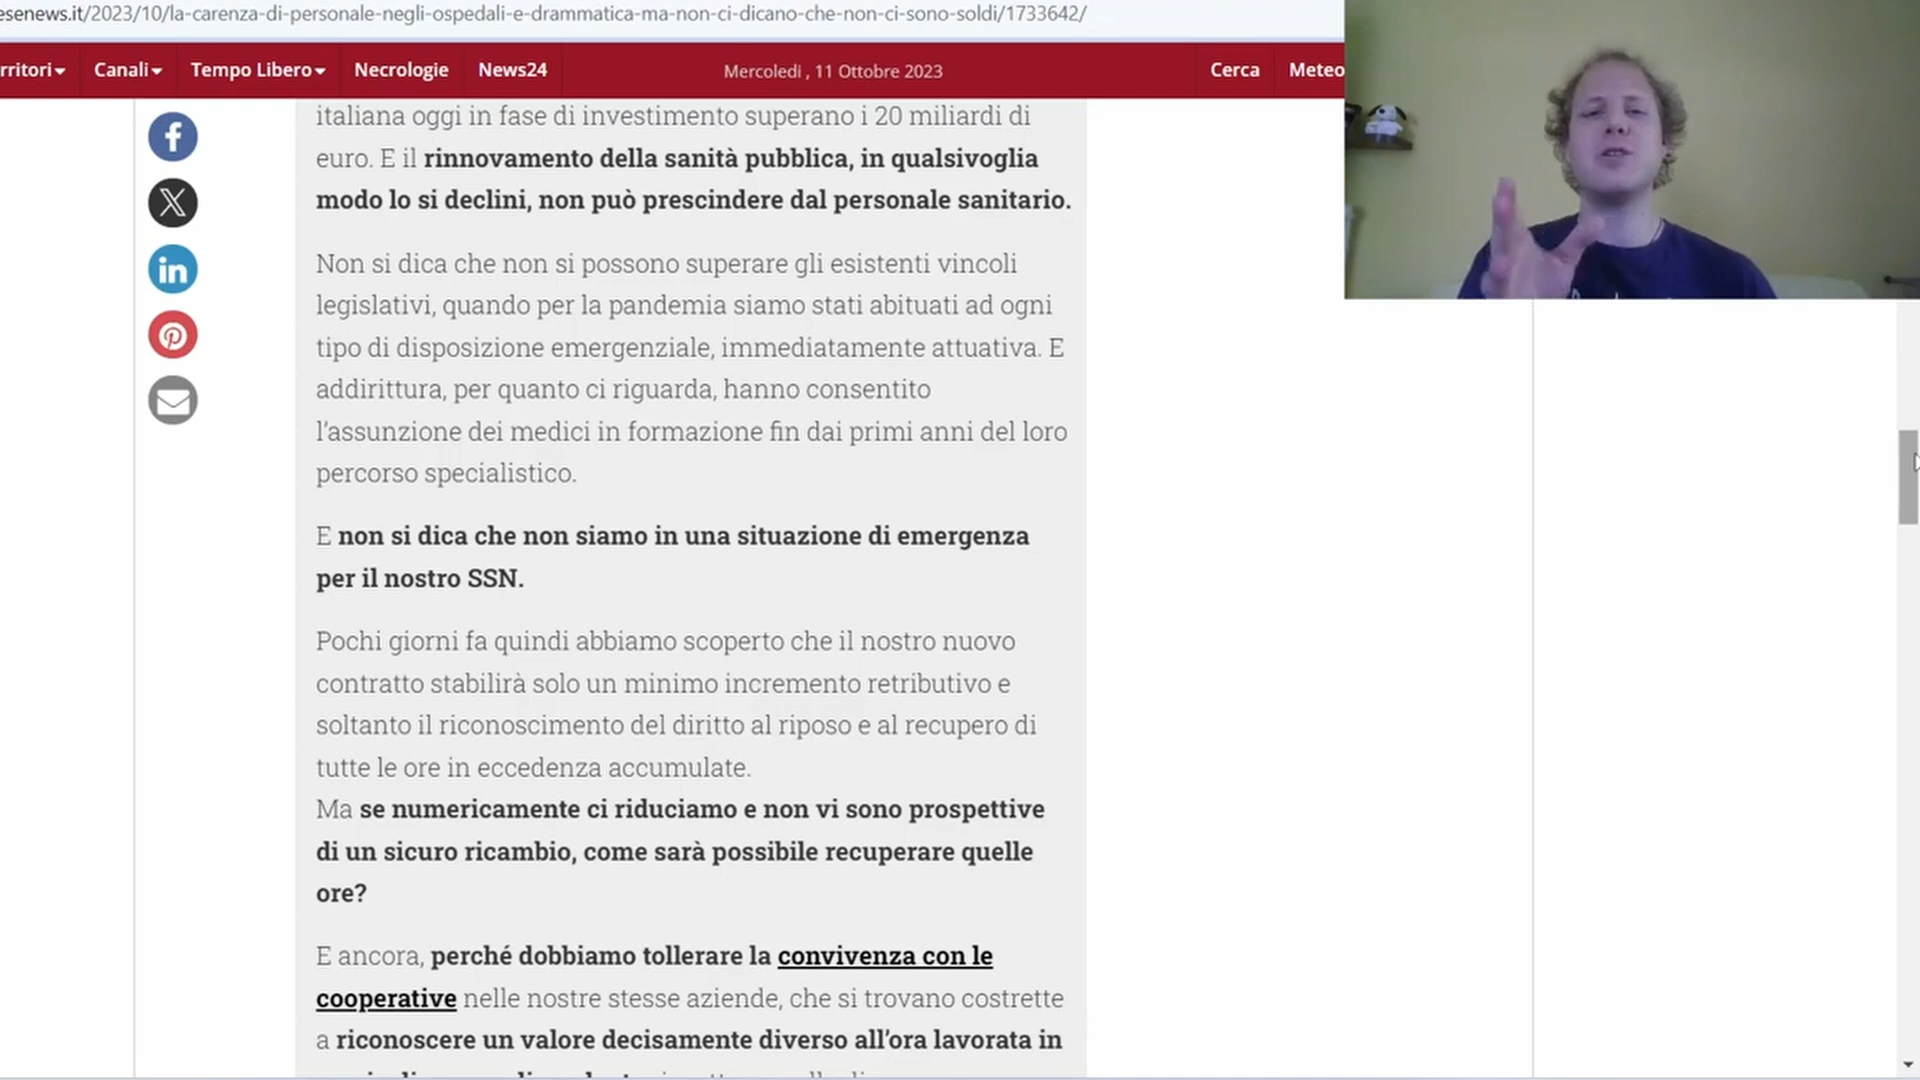 esenews.it/2023/10/la-carenza-di-personale-negli-ospedali-e-drammatica-ma-non-ci-dicano-che-non-ci-sono-soldi/1733642/
rritori Canali Tempo Libero Necrologie News24 Mercoledi , 11 Ottobre 2023 Cerca Meteo
italiana oggi in fase di investimento superano i 20 miliardi di
euro. E il rinnovamento della sanità pubblica, in qualsivoglia
modo lo si declini, non può prescindere dal personale sanitario.
Non si dica che non si possono superare gli esistenti vincoli
legislativi, quando per la pandemia siamo stati abituati ad ogni
tipo di disposizione emergenziale, immediatamente attuativa. E
addirittura, per quanto ci riguarda, hanno consentito
l’assunzione dei medici in formazione fin dai primi anni del loro
percorso specialistico.
E non si dica che non siamo in una situazione di emergenza
per il nostro SSN.
Pochi giorni fa quindi abbiamo scoperto che il nostro nuovo
contratto stabilirà solo un minimo incremento retributivo e
soltanto il riconoscimento del diritto al riposo e al recupero di
tutte le ore in eccedenza accumulate.
Ma se numericamente ci riduciamo e non vi sono prospettive
di un sicuro ricambio, come sarà possibile recuperare quelle
ore?
E ancora, perché dobbiamo tollerare la convivenza con le
cooperative nelle nostre stesse aziende, che si trovano costrette
a riconoscere un valore decisamente diverso all’ora lavorata in